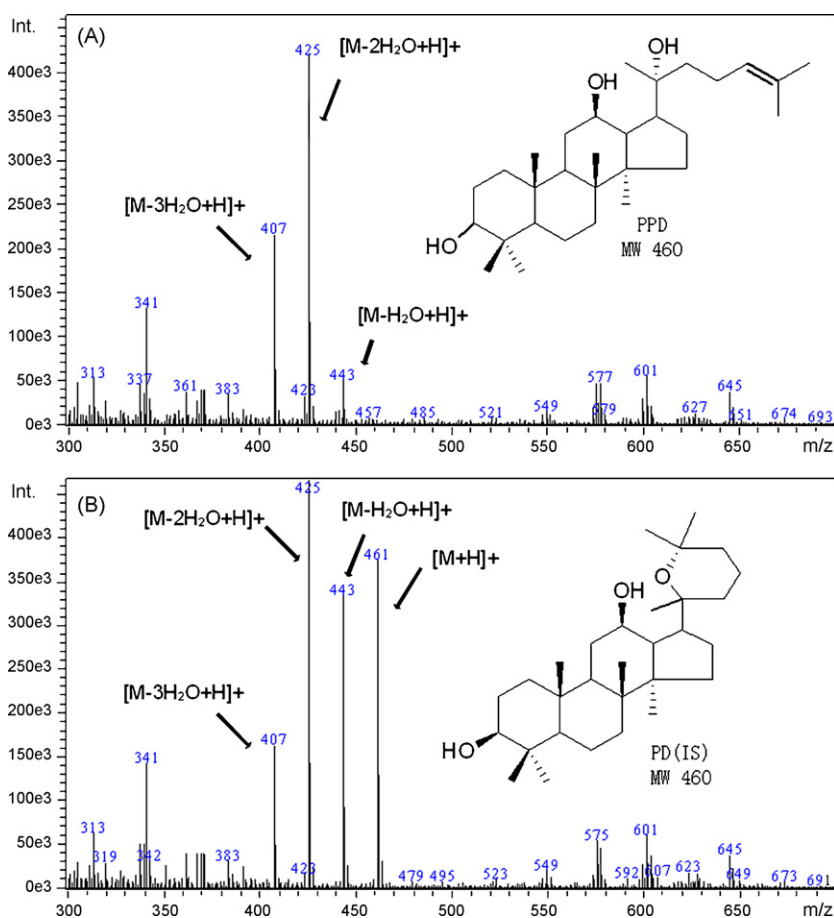 Int.
(A)
425
[M-2H₂O+H]+
OH
OH
400e3
350e3
300e3
250e3
200e3
150e3
100e3
50e3
0e3
[M-3H₂O+H]+
407
HO
PPD
MW 460
341
[M-H₂O+H]+
313
337
361
383
423
443
457
485
521
549
577
579
601
627
645
651
674
693
300
350
400
450
500
550
600
650
m/z
Int.
(B)
425
[M-2H₂O+H]+
[M-H₂O+H]+
461
[M+H]+
443
O
OH
400e3
350e3
300e3
250e3
200e3
150e3
100e3
50e3
0e3
[M-3H₂O+H]+
407
HO
PD(IS)
MW 460
341
313
319
342
383
423
479
495
523
549
575
592
601
607
623
645
649
673
691
300
350
400
450
500
550
600
650
m/z